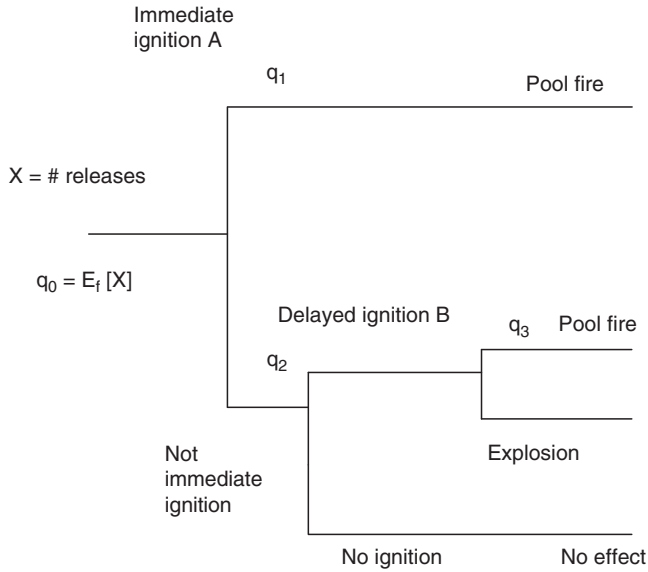 Immediate
ignition A
q₁
Pool fire
X = # releases
q₀ = E_f [X]
Delayed ignition B
q₃
Pool fire
q₂
Explosion
Not
immediate
ignition
No ignition
No effect